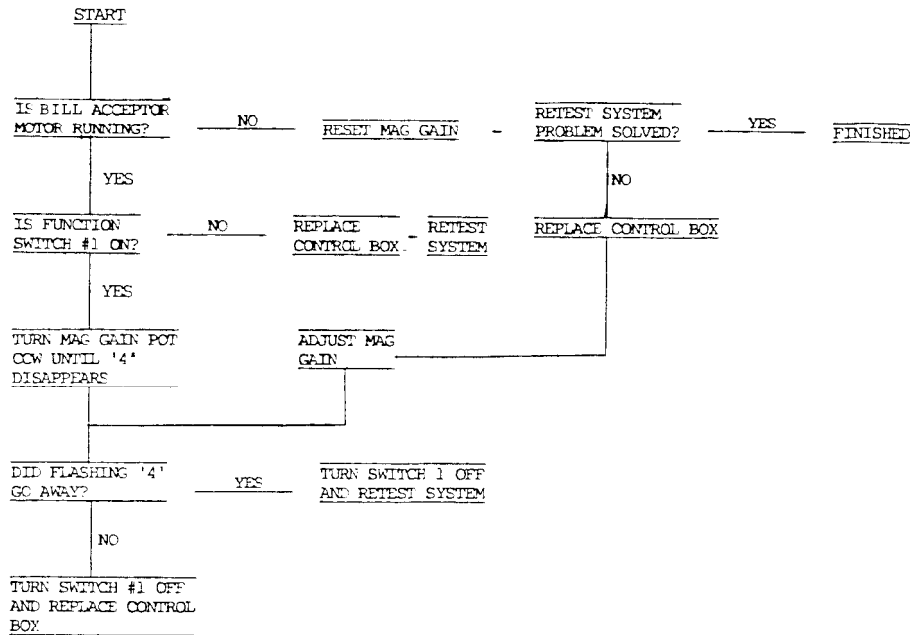 START
IS BILL ACCEPTOR
MOTOR RUNNING?
NO
RESET MAG GAIN
RETEST SYSTEM
PROBLEM SOLVED?
YES
FINISHED
YES
NO
IS FUNCTION
SWITCH #1 ON?
NO
REPLACE
CONTROL BOX
RETEST
SYSTEM
REPLACE CONTROL BOX
YES
TURN MAG GAIN POT
CCW UNTIL '4'
DISAPPEARS
ADJUST MAG
GAIN
DID FLASHING '4'
GO AWAY?
YES
TURN SWITCH 1 OFF
AND RETEST SYSTEM
NO
TURN SWITCH #1 OFF
AND REPLACE CONTROL
BOX